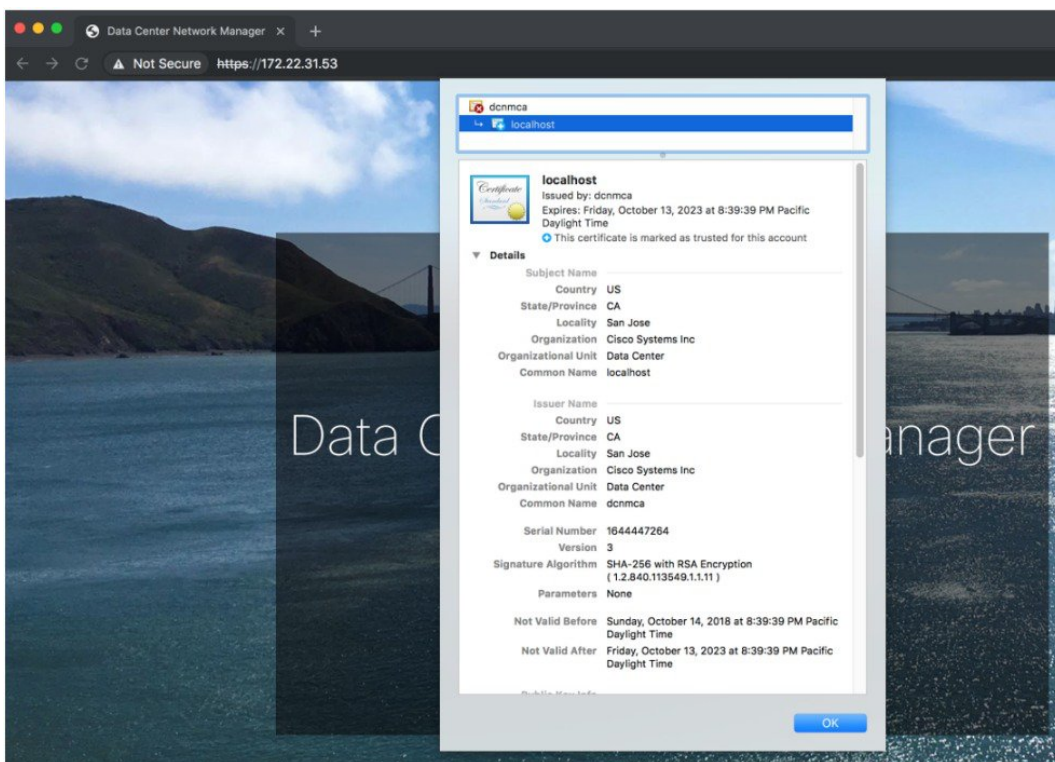 Data Center Network Manager
Not Secure https://172.22.31.53
dcnmca
localhost
Certificate
Standard
localhost
Issued by: dcnmca
Expires: Friday, October 13, 2023 at 8:39:39 PM Pacific
Daylight Time
This certificate is marked as trusted for this account
Details
Subject Name
Country US
State/Province CA
Locality San Jose
Organization Cisco Systems Inc
Organizational Unit Data Center
Common Name localhost
Issuer Name
Country US
State/Province CA
Locality San Jose
Organization Cisco Systems Inc
Organizational Unit Data Center
Common Name dcnmca
Serial Number 1644447264
Version 3
Signature Algorithm SHA-256 with RSA Encryption
( 1.2.840.113549.1.1.11 )
Parameters None
Not Valid Before Sunday, October 14, 2018 at 8:39:39 PM Pacific
Daylight Time
Not Valid After Friday, October 13, 2023 at 8:39:39 PM Pacific
Daylight Time
Public Key Info
Data C anager
OK